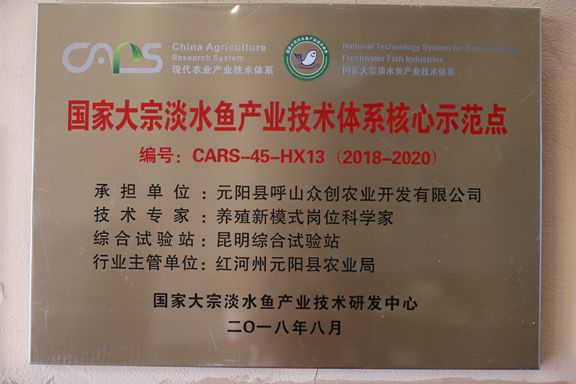 CARS
China Agriculture
Research System
现代农业产业技术体系
National Technology System for Conventional
Freshwater Fish Industries
国家大宗淡水鱼产业技术体系
国家大宗淡水鱼产业技术体系核心示范点
编号：CARS-45-HX13（2018-2020）
承担单位：元阳县呼山众创农业开发有限公司
技术专家：养殖新模式岗位科学家
综合试验站：昆明综合试验站
行业主管单位：红河州元阳县农业局
国家大宗淡水鱼产业技术研发中心
二〇一八年八月